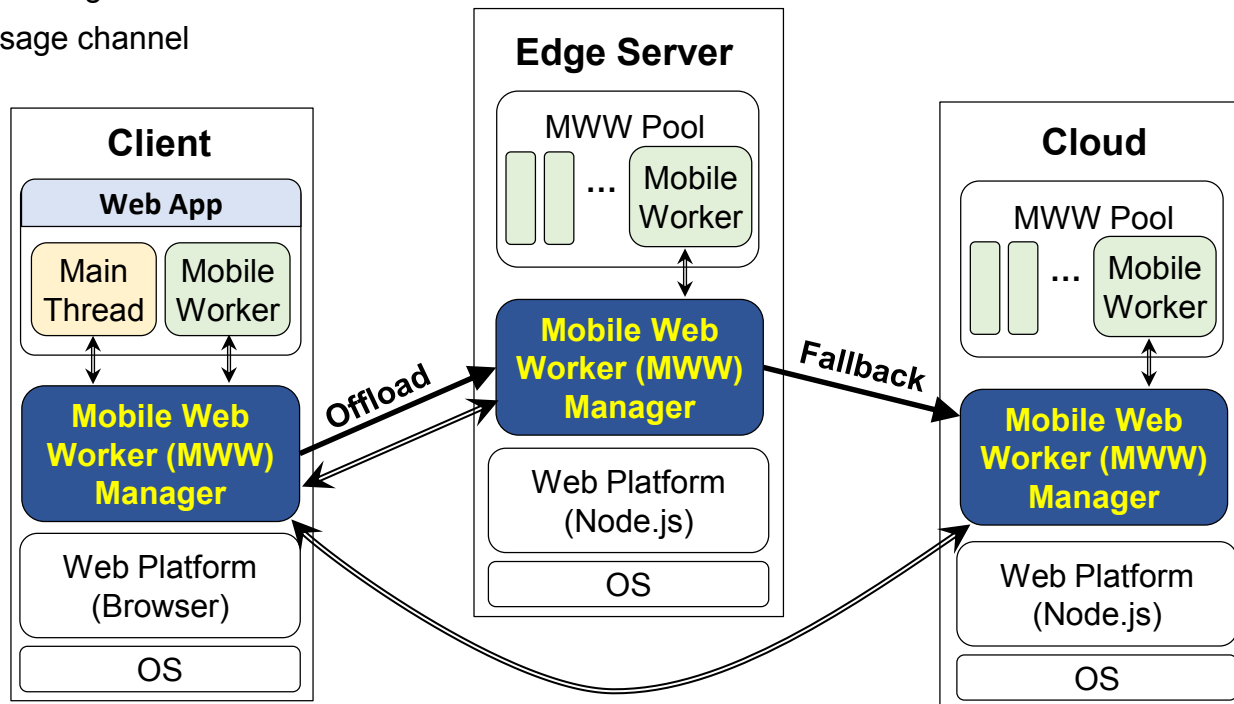 sage channel
Client
Web App
Main
Thread
Mobile
Worker
Mobile Web
Worker (MWW)
Manager
Web Platform
(Browser)
OS
Offload
Edge Server
MWW Pool
...
Mobile
Worker
Mobile Web
Worker (MWW)
Manager
Web Platform
(Node.js)
OS
Fallback
Cloud
MWW Pool
...
Mobile
Worker
Mobile Web
Worker (MWW)
Manager
Web Platform
(Node.js)
OS